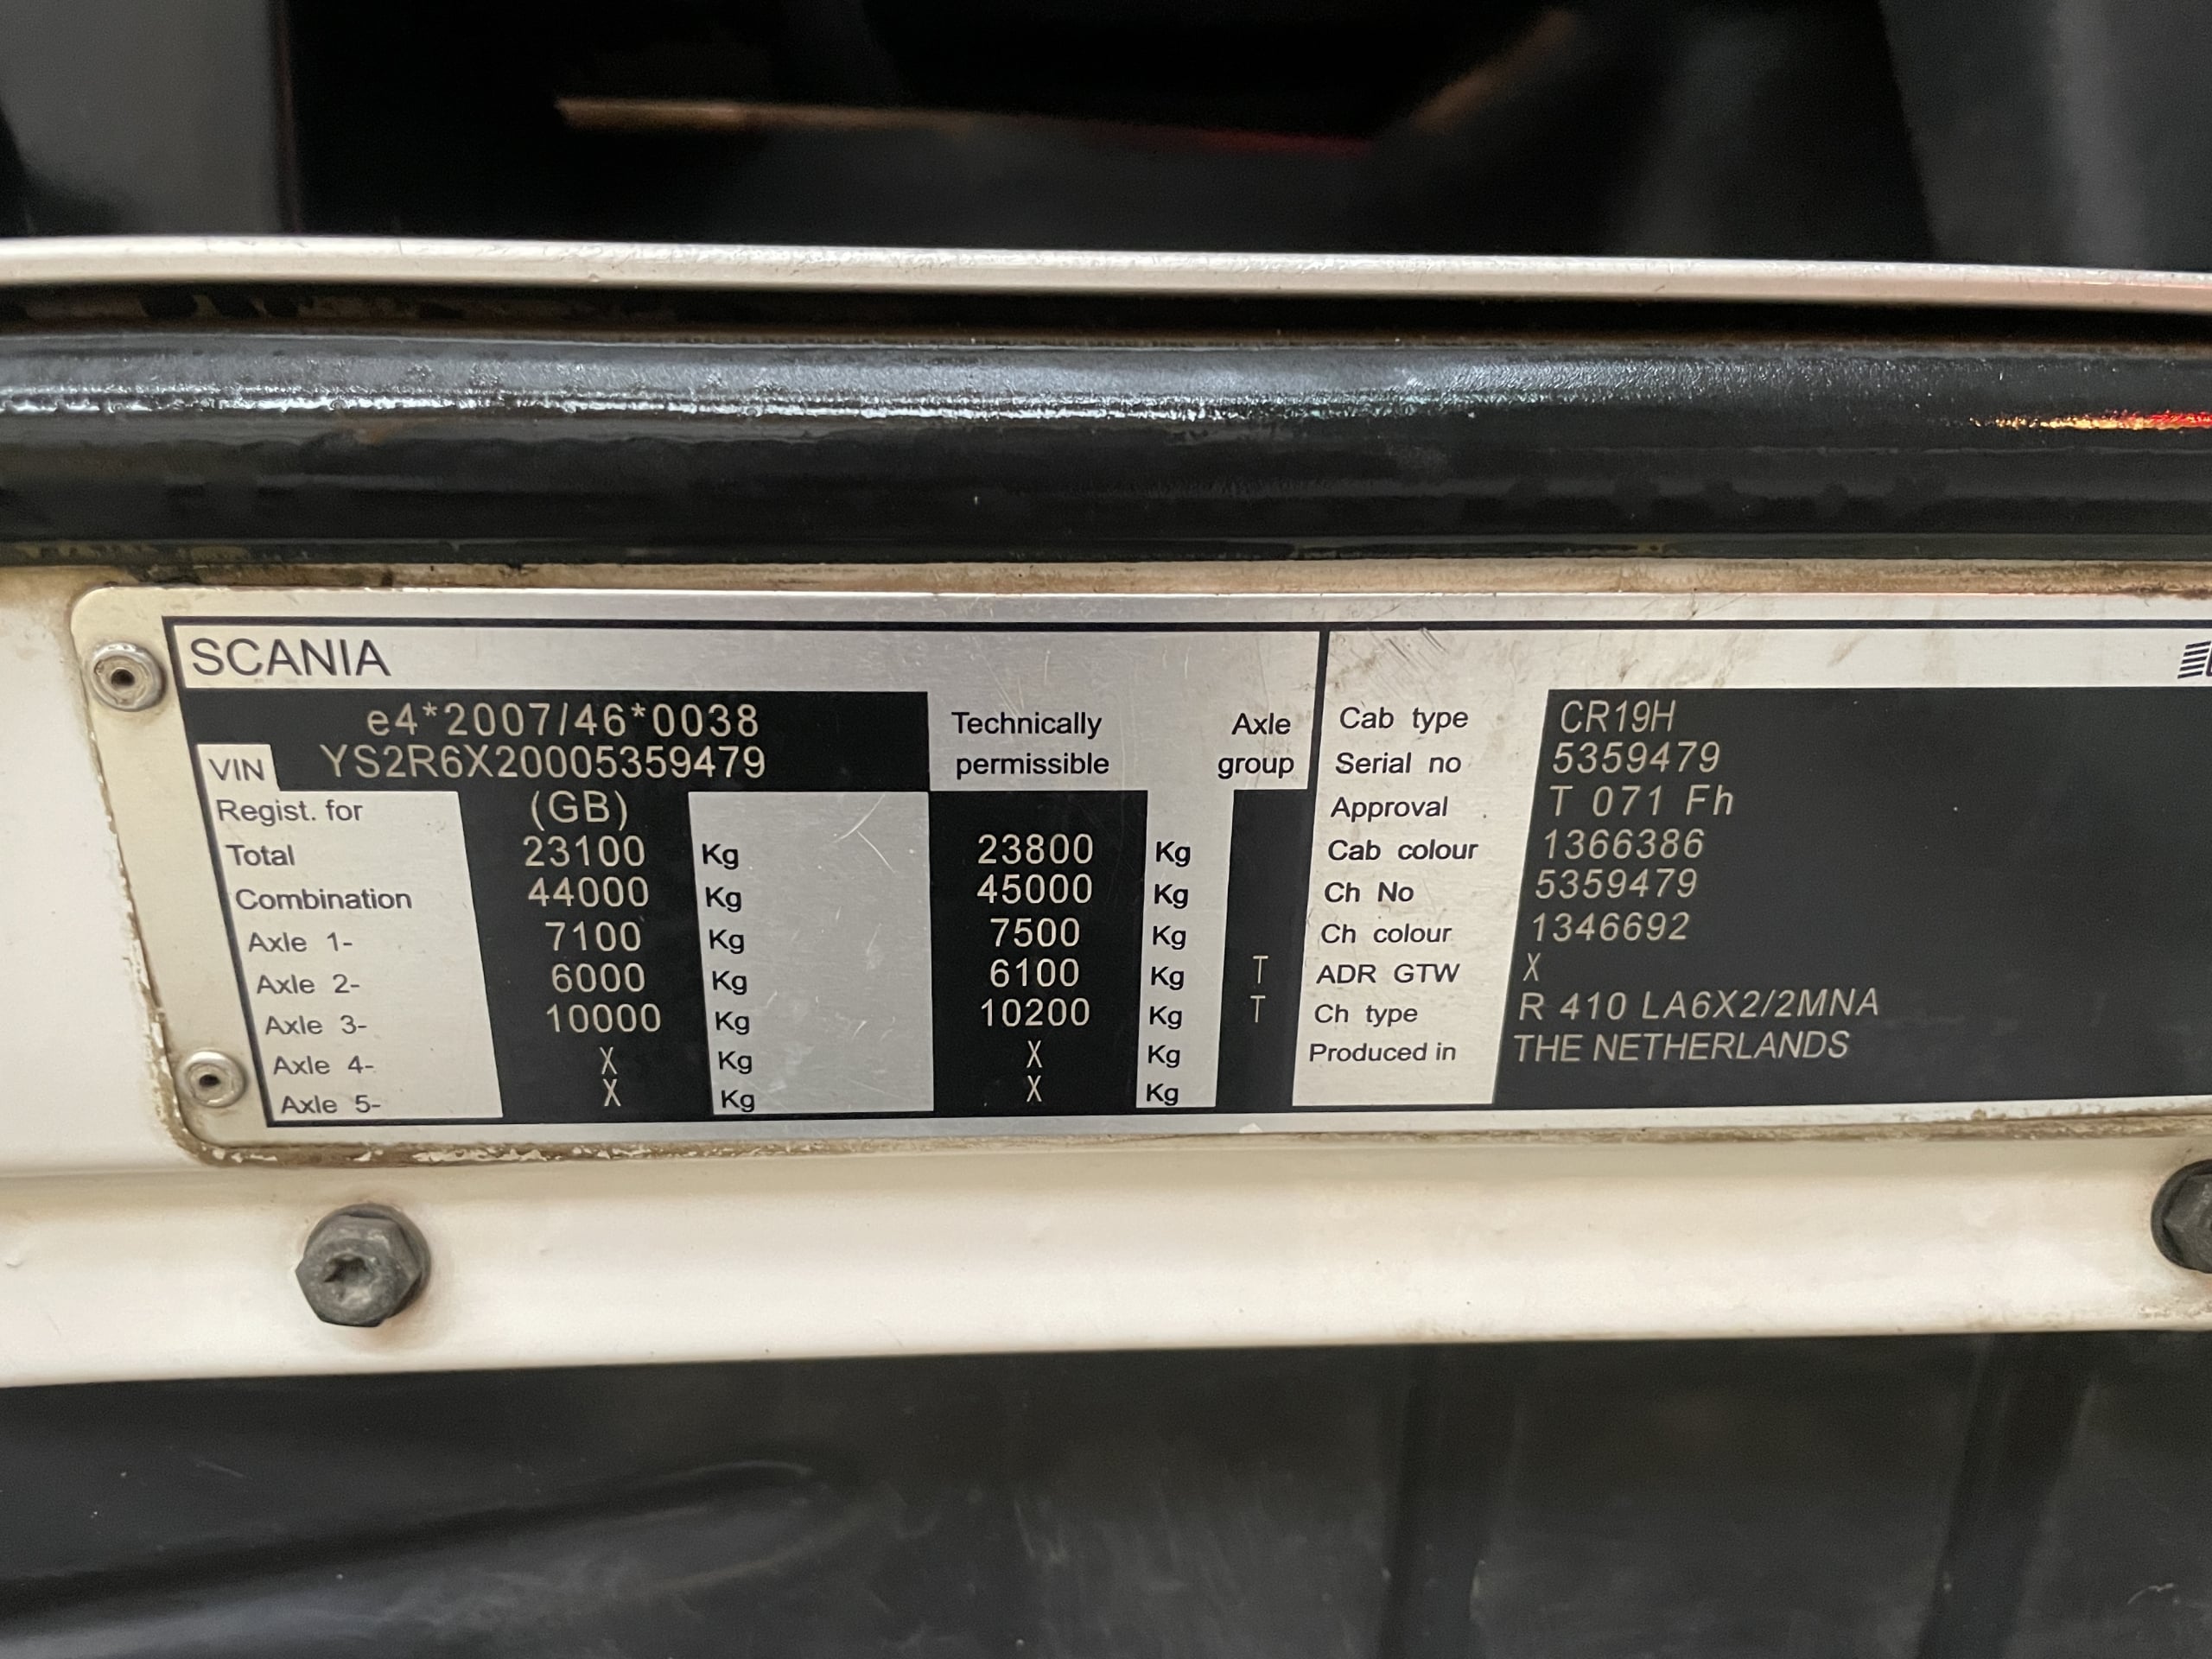 SCANIA
e4*2007/46*0038
VIN YS2R6X20005359479
Technically permissible
Axle group
Regist. for (GB)
Total 23100 Kg 23800 Kg
Combination 44000 Kg 45000 Kg
Axle 1- 7100 Kg 7500 Kg
Axle 2- 6000 Kg 6100 Kg T
Axle 3- 10000 Kg 10200 Kg T
Axle 4- X Kg X Kg
Axle 5- X Kg X Kg
Cab type CR19H
Serial no 5359479
Approval T 071 Fh
Cab colour 1366386
Ch No 5359479
Ch colour 1346692
ADR GTW X
Ch type R 410 LA6X2/2MNA
Produced in THE NETHERLANDS